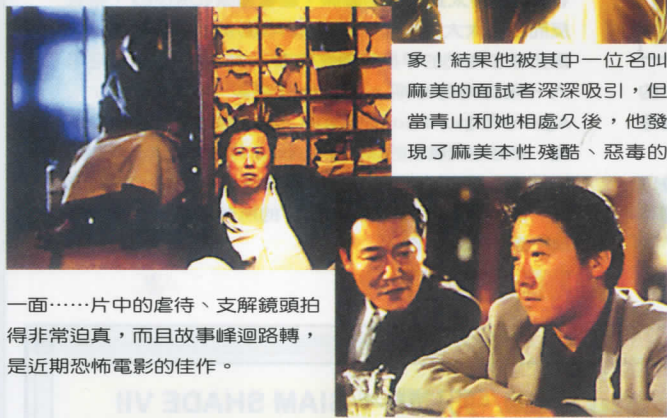 象！結果他被其中一位名叫
麻美的面試者深深吸引，但
當青山和她相處久後，他發
現了麻美本性殘酷、惡毒的
一面……片中的虐待、支解鏡頭拍
得非常迫真，而且故事峰迴路轉，
是近期恐怖電影的佳作。
SIAM SHADE VII